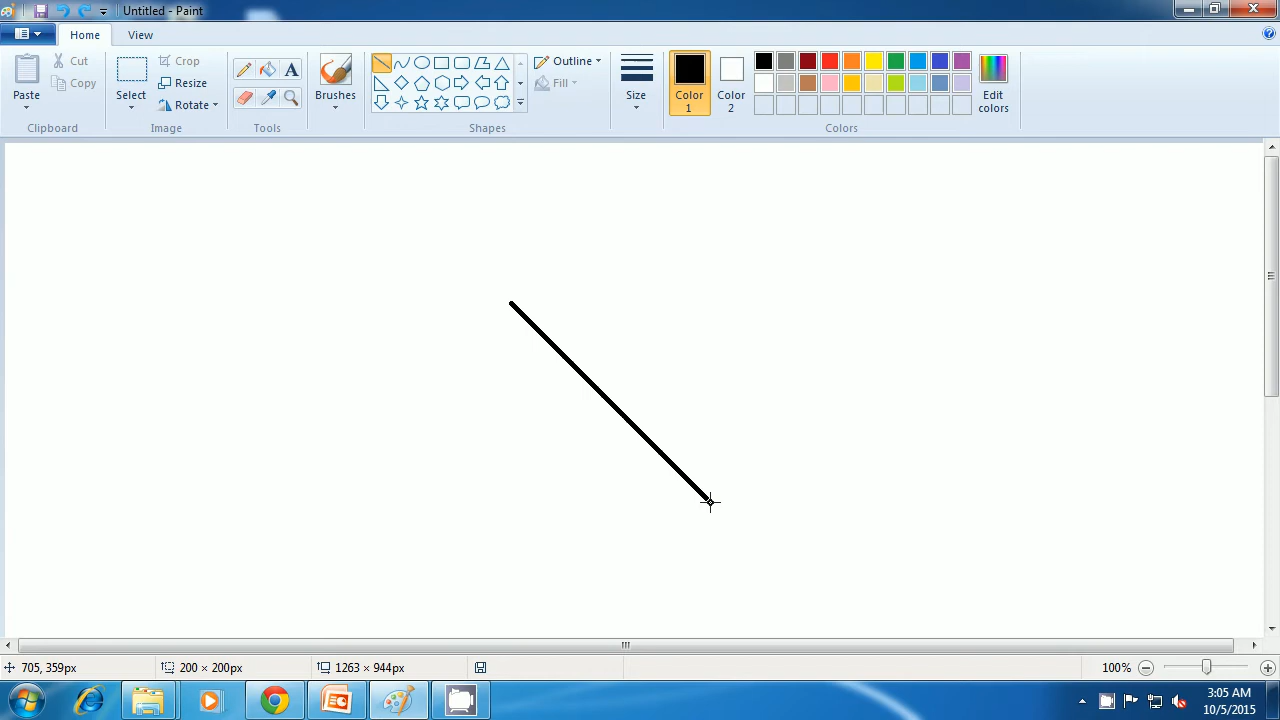 Untitled - Paint
Home View
Paste
Cut
Copy
Clipboard
Select
Crop
Resize
Rotate
Image
A
Tools
Brushes
Shapes
Outline
Fill
Size
Color 1
Color 2
Edit colors
Colors
705, 359px 200 × 200px 1263 × 944px 100%
3:05 AM
10/5/2015